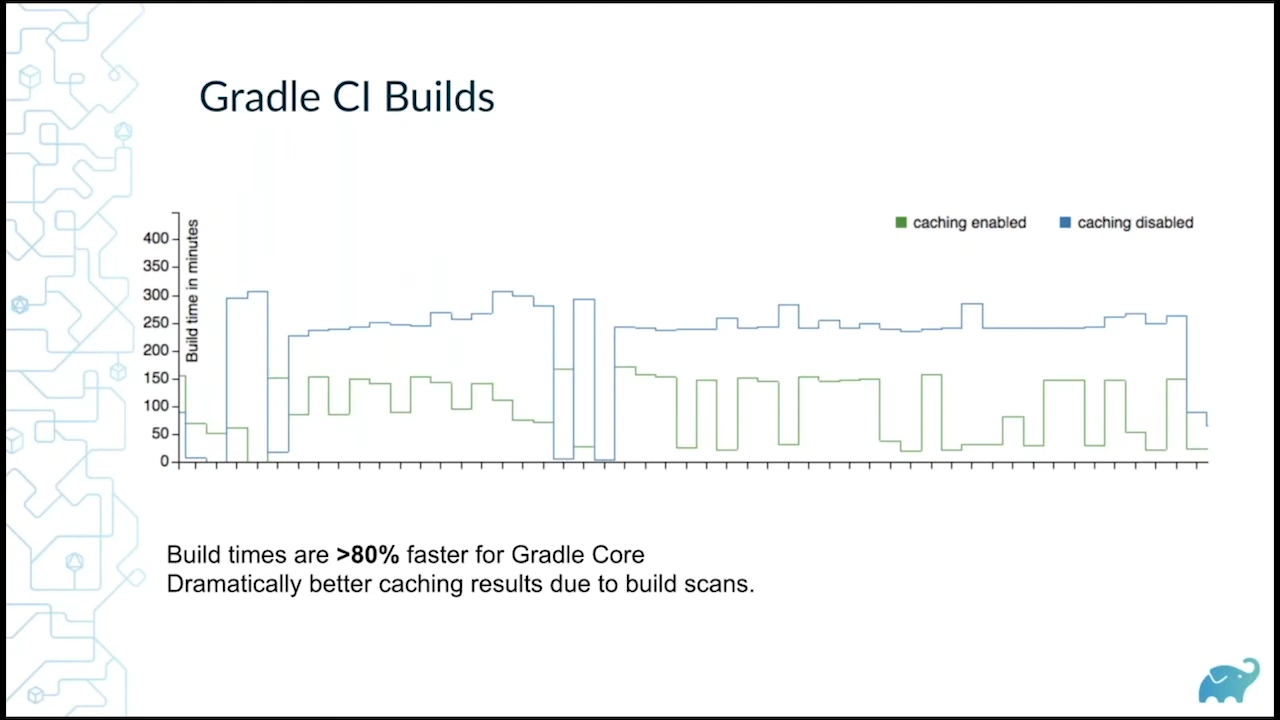 Gradle CI Builds
caching enabled
caching disabled
Build time in minutes
400
350
300
250
200
150
100
50
0
Build times are >80% faster for Gradle Core
Dramatically better caching results due to build scans.